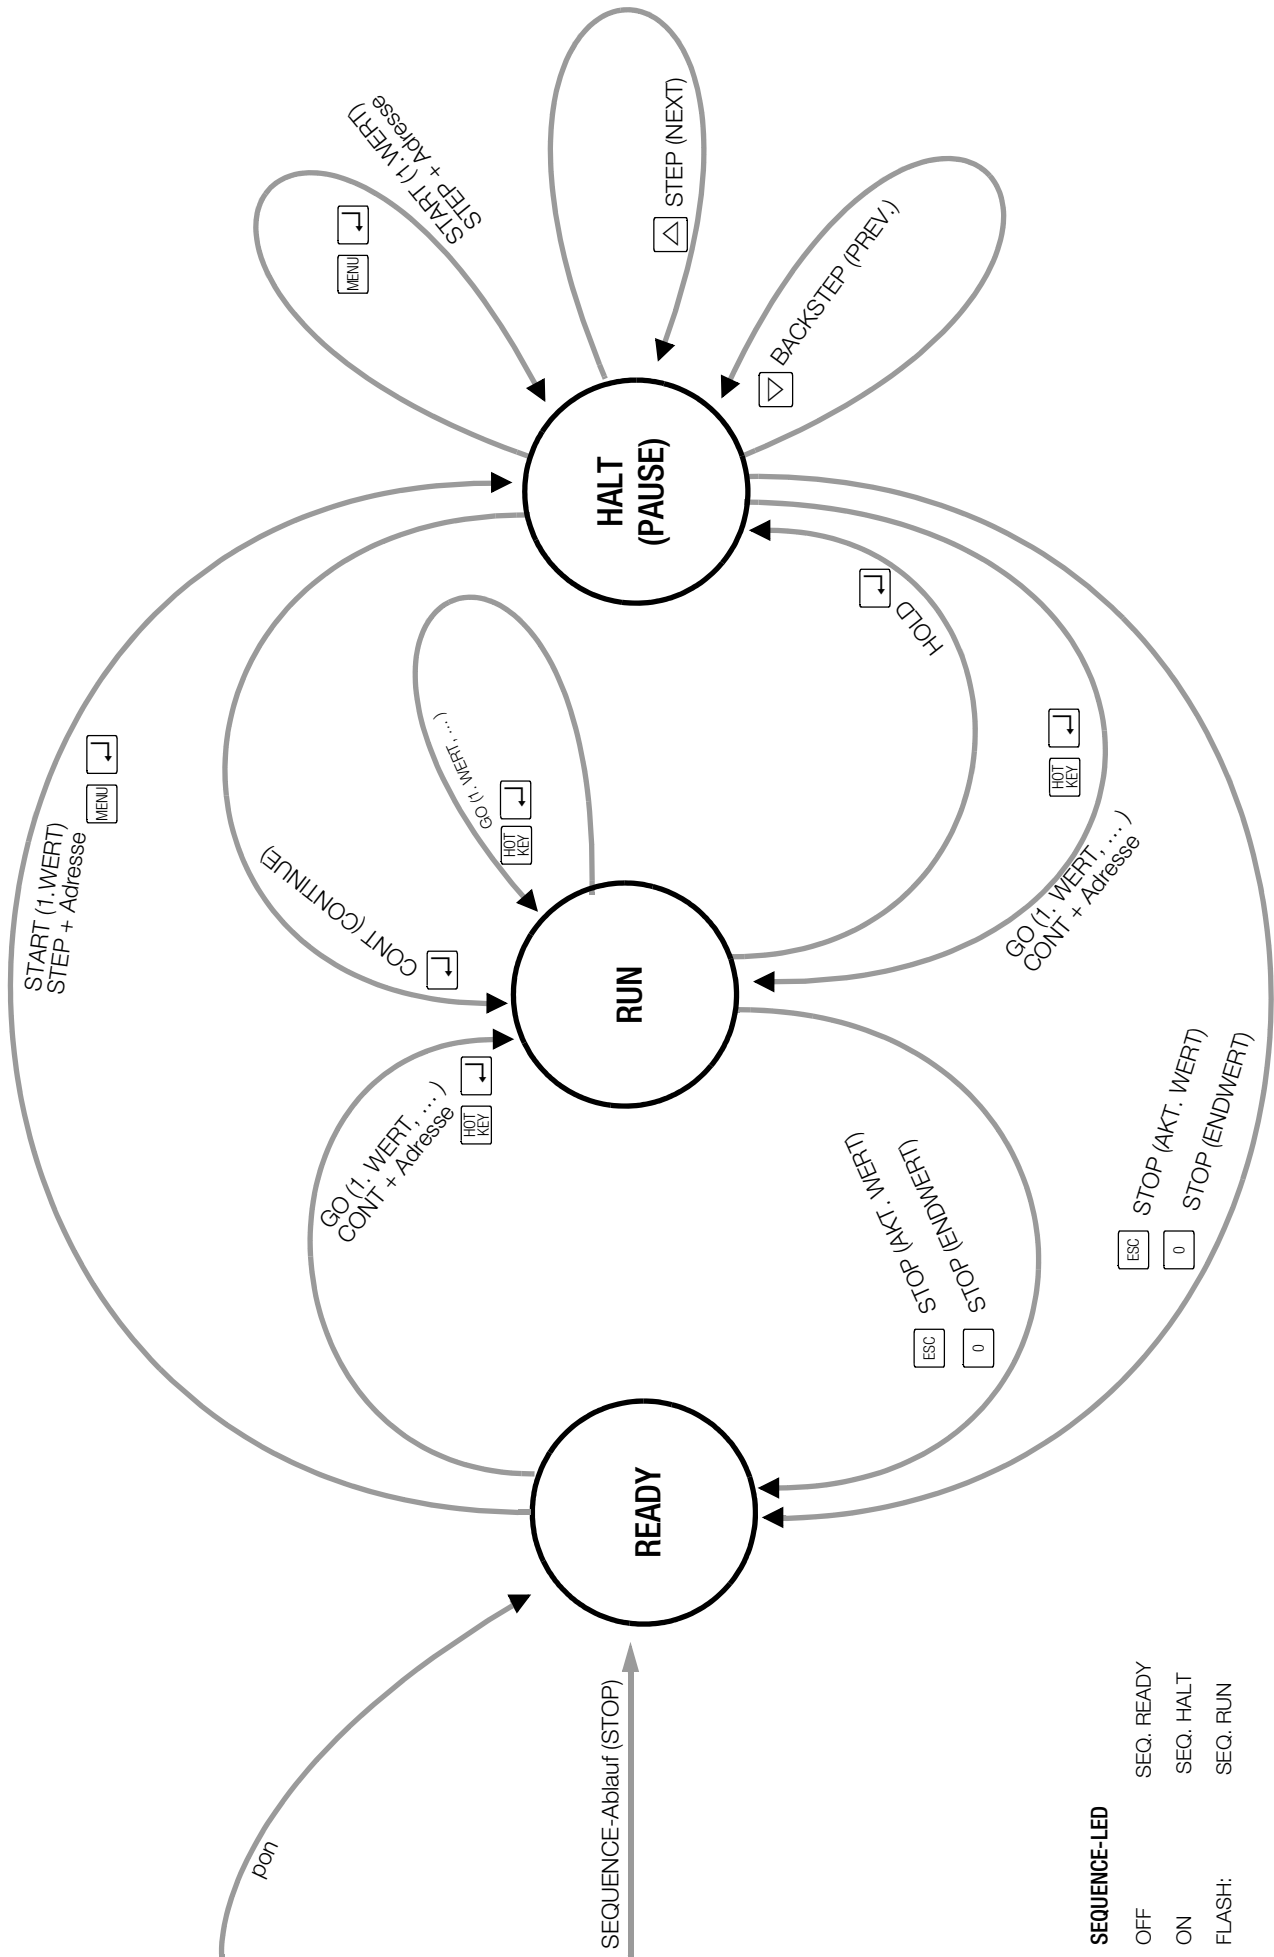 pon
SEQUENCE-Ablauf (STOP)
READY
START (1.WERT)
STEP + Adresse
MENU
GO (1. WERT, ... )
CONT + Adresse
HOT
KEY
CONT (CONTINUE)
RUN
GO (1. WERT, ... )
HOT
KEY
HALT
(PAUSE)
START (1.WERT)
STEP + Adresse
MENU
STEP (NEXT)
BACKSTEP (PREV.)
HOLD
HOT
KEY
GO (1. WERT, ... )
CONT + Adresse
ESC STOP (AKT. WERT)
0 STOP (ENDWERT)
ESC STOP (AKT. WERT)
0 STOP (ENDWERT)
SEQUENCE-LED
OFF SEQ. READY
ON SEQ. HALT
FLASH: SEQ. RUN